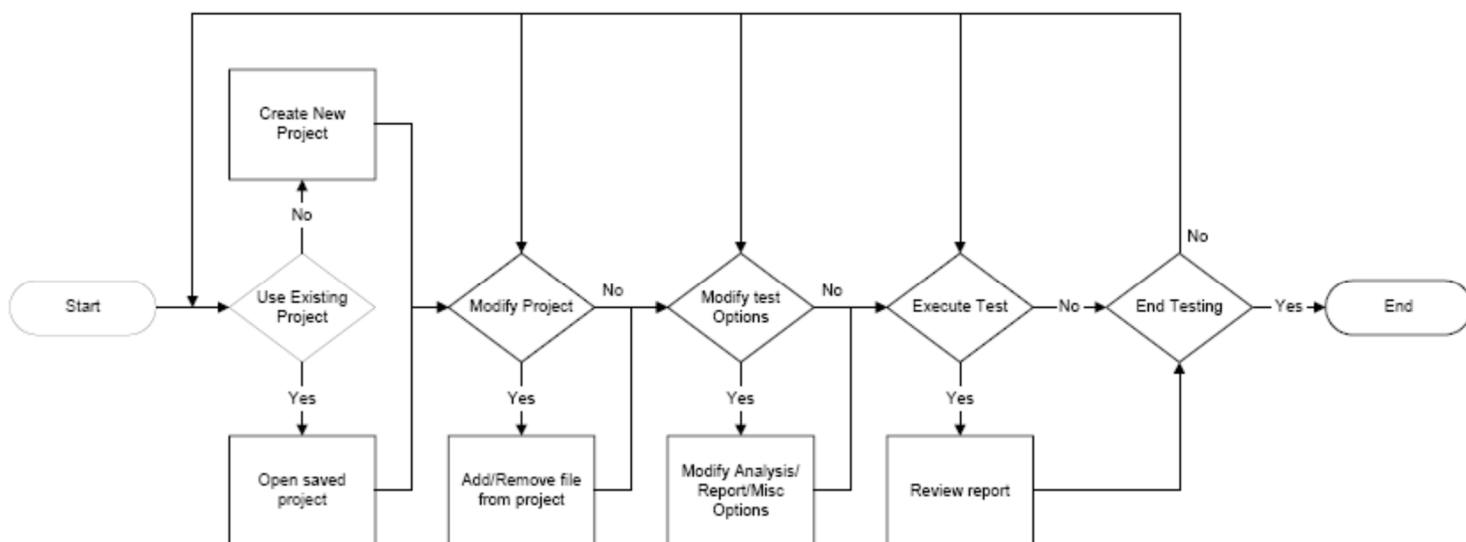 Create New
Project
No
No
Start
Use Existing
Project
Modify Project
No
Modify test
Options
No
Execute Test
No
End Testing
Yes
End
Yes
Yes
Yes
Yes
Open saved
project
Add/Remove file
from project
Modify Analysis/
Report/Misc
Options
Review report